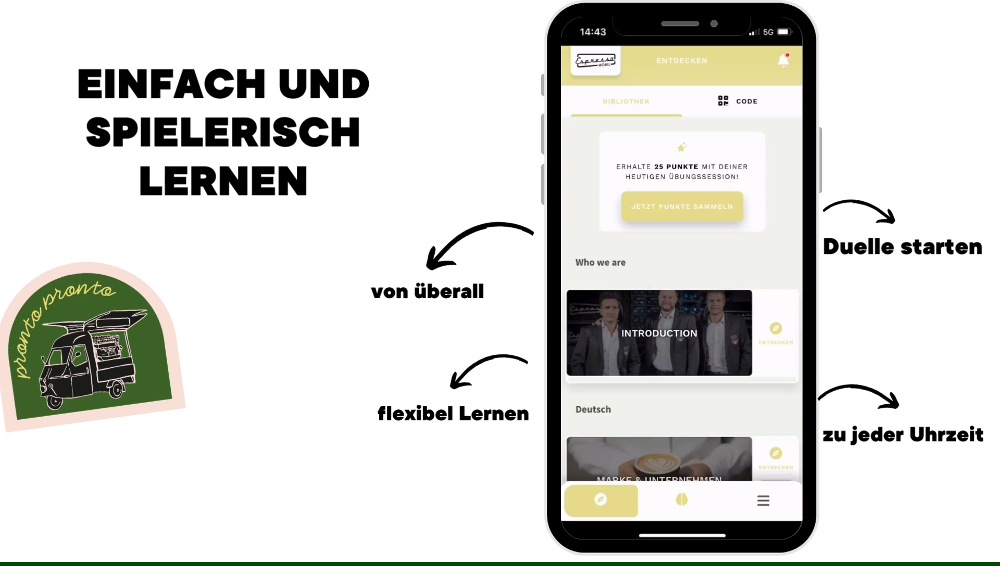 EINFACH UND
SPIELERISCH
LERNEN
pronto pronto
von überall
flexibel Lernen
14:43
5G
Espresso
MOBIL
ENTDECKEN
BIBLIOTHEK
CODE
ERHALTE 25 PUNKTE MIT DEINER
HEUTIGEN ÜBUNGSSESSION!
JETZT PUNKTE SAMMELN
Who we are
INTRODUCTION
ENTDECKEN
Deutsch
MARKE & UNTERNEHMEN
ENTDECKEN
Duelle starten
zu jeder Uhrzeit